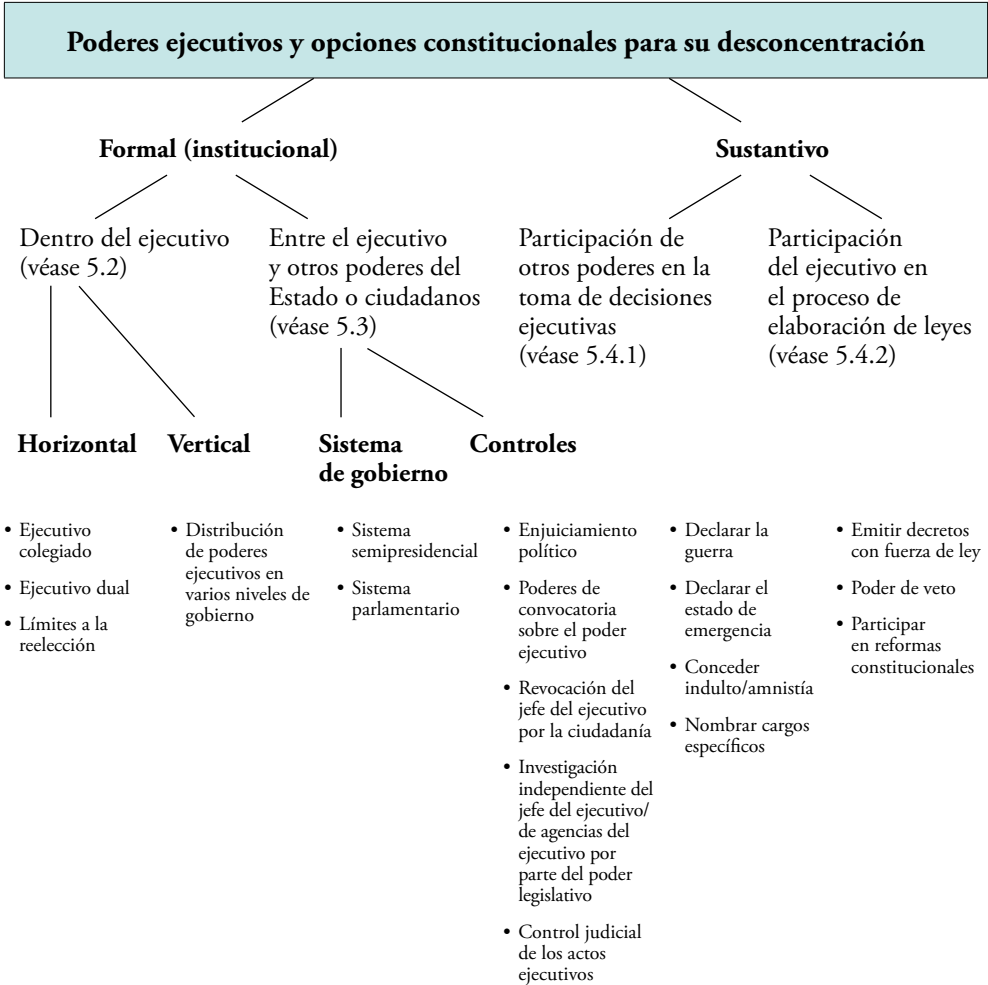 Poderes ejecutivos y opciones constitucionales para su desconcentración
Formal (institucional)
Sustantivo
Dentro del ejecutivo
(véase 5.2)
Entre el ejecutivo
y otros poderes del
Estado o ciudadanos
(véase 5.3)
Participación de
otros poderes en la
toma de decisiones
ejecutivas
(véase 5.4.1)
Participación
del ejecutivo en
el proceso de
elaboración de leyes
(véase 5.4.2)
Horizontal
Vertical
Sistema
de gobierno
Controles
• Ejecutivo
colegiado
• Ejecutivo dual
• Límites a la
reelección
• Distribución
de poderes
ejecutivos en
varios niveles de
gobierno
• Sistema
semipresidencial
• Sistema
parlamentario
• Enjuiciamiento
político
• Poderes de
convocatoria
sobre el poder
ejecutivo
• Revocación del
jefe del ejecutivo
por la ciudadanía
• Investigación
independiente del
jefe del ejecutivo/
de agencias del
ejecutivo por
parte del poder
legislativo
• Control judicial
de los actos
ejecutivos
• Declarar la
guerra
• Declarar el
estado de
emergencia
• Conceder
indulto/amnistía
• Nombrar cargos
específicos
• Emitir decretos
con fuerza de ley
• Poder de veto
• Participar
en reformas
constitucionales